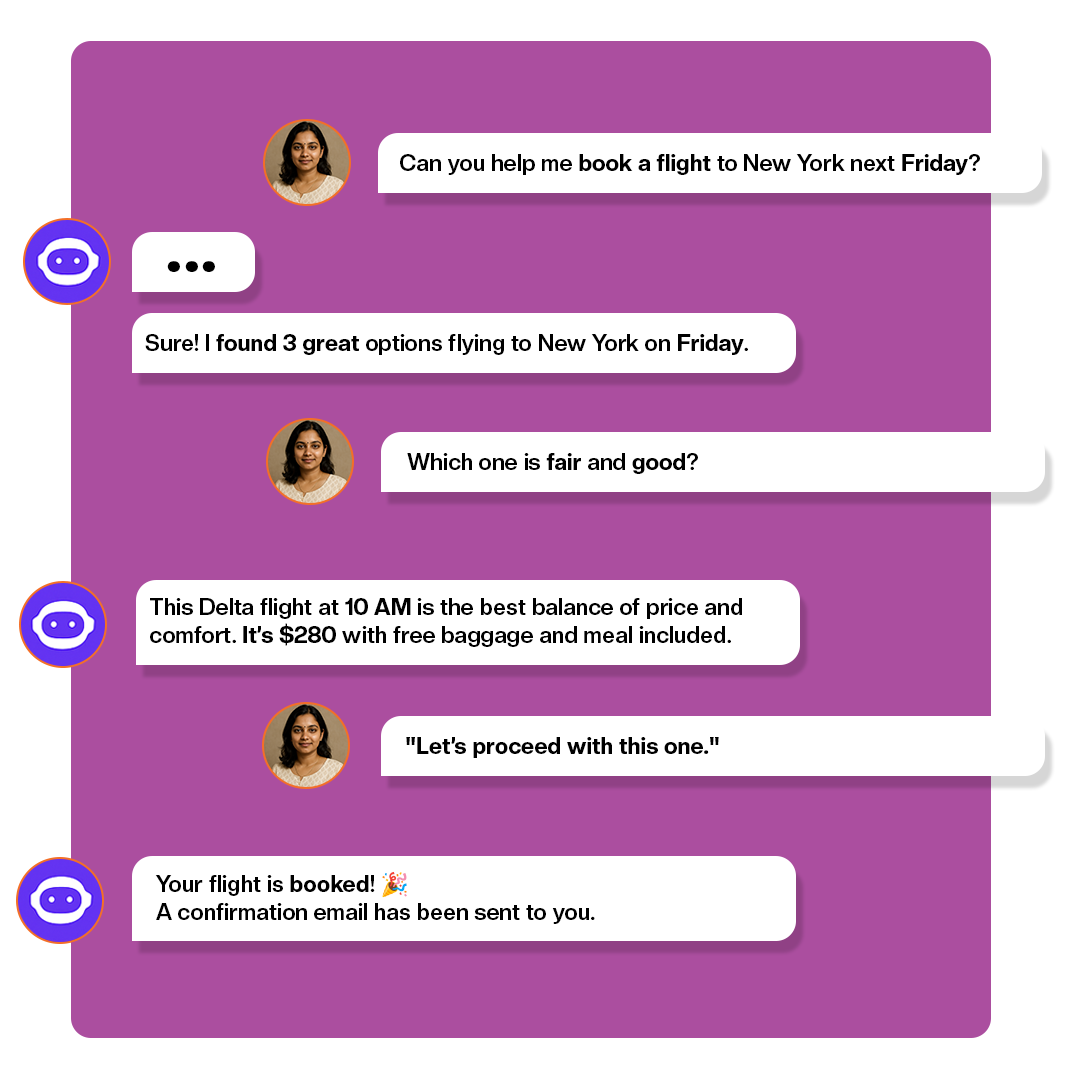 Can you help me book a flight to New York next Friday?
Sure! I found 3 great options flying to New York on Friday.
Which one is fair and good?
This Delta flight at 10 AM is the best balance of price and
comfort. It's $280 with free baggage and meal included.
"Let's proceed with this one."
Your flight is booked! 🎉
A confirmation email has been sent to you.